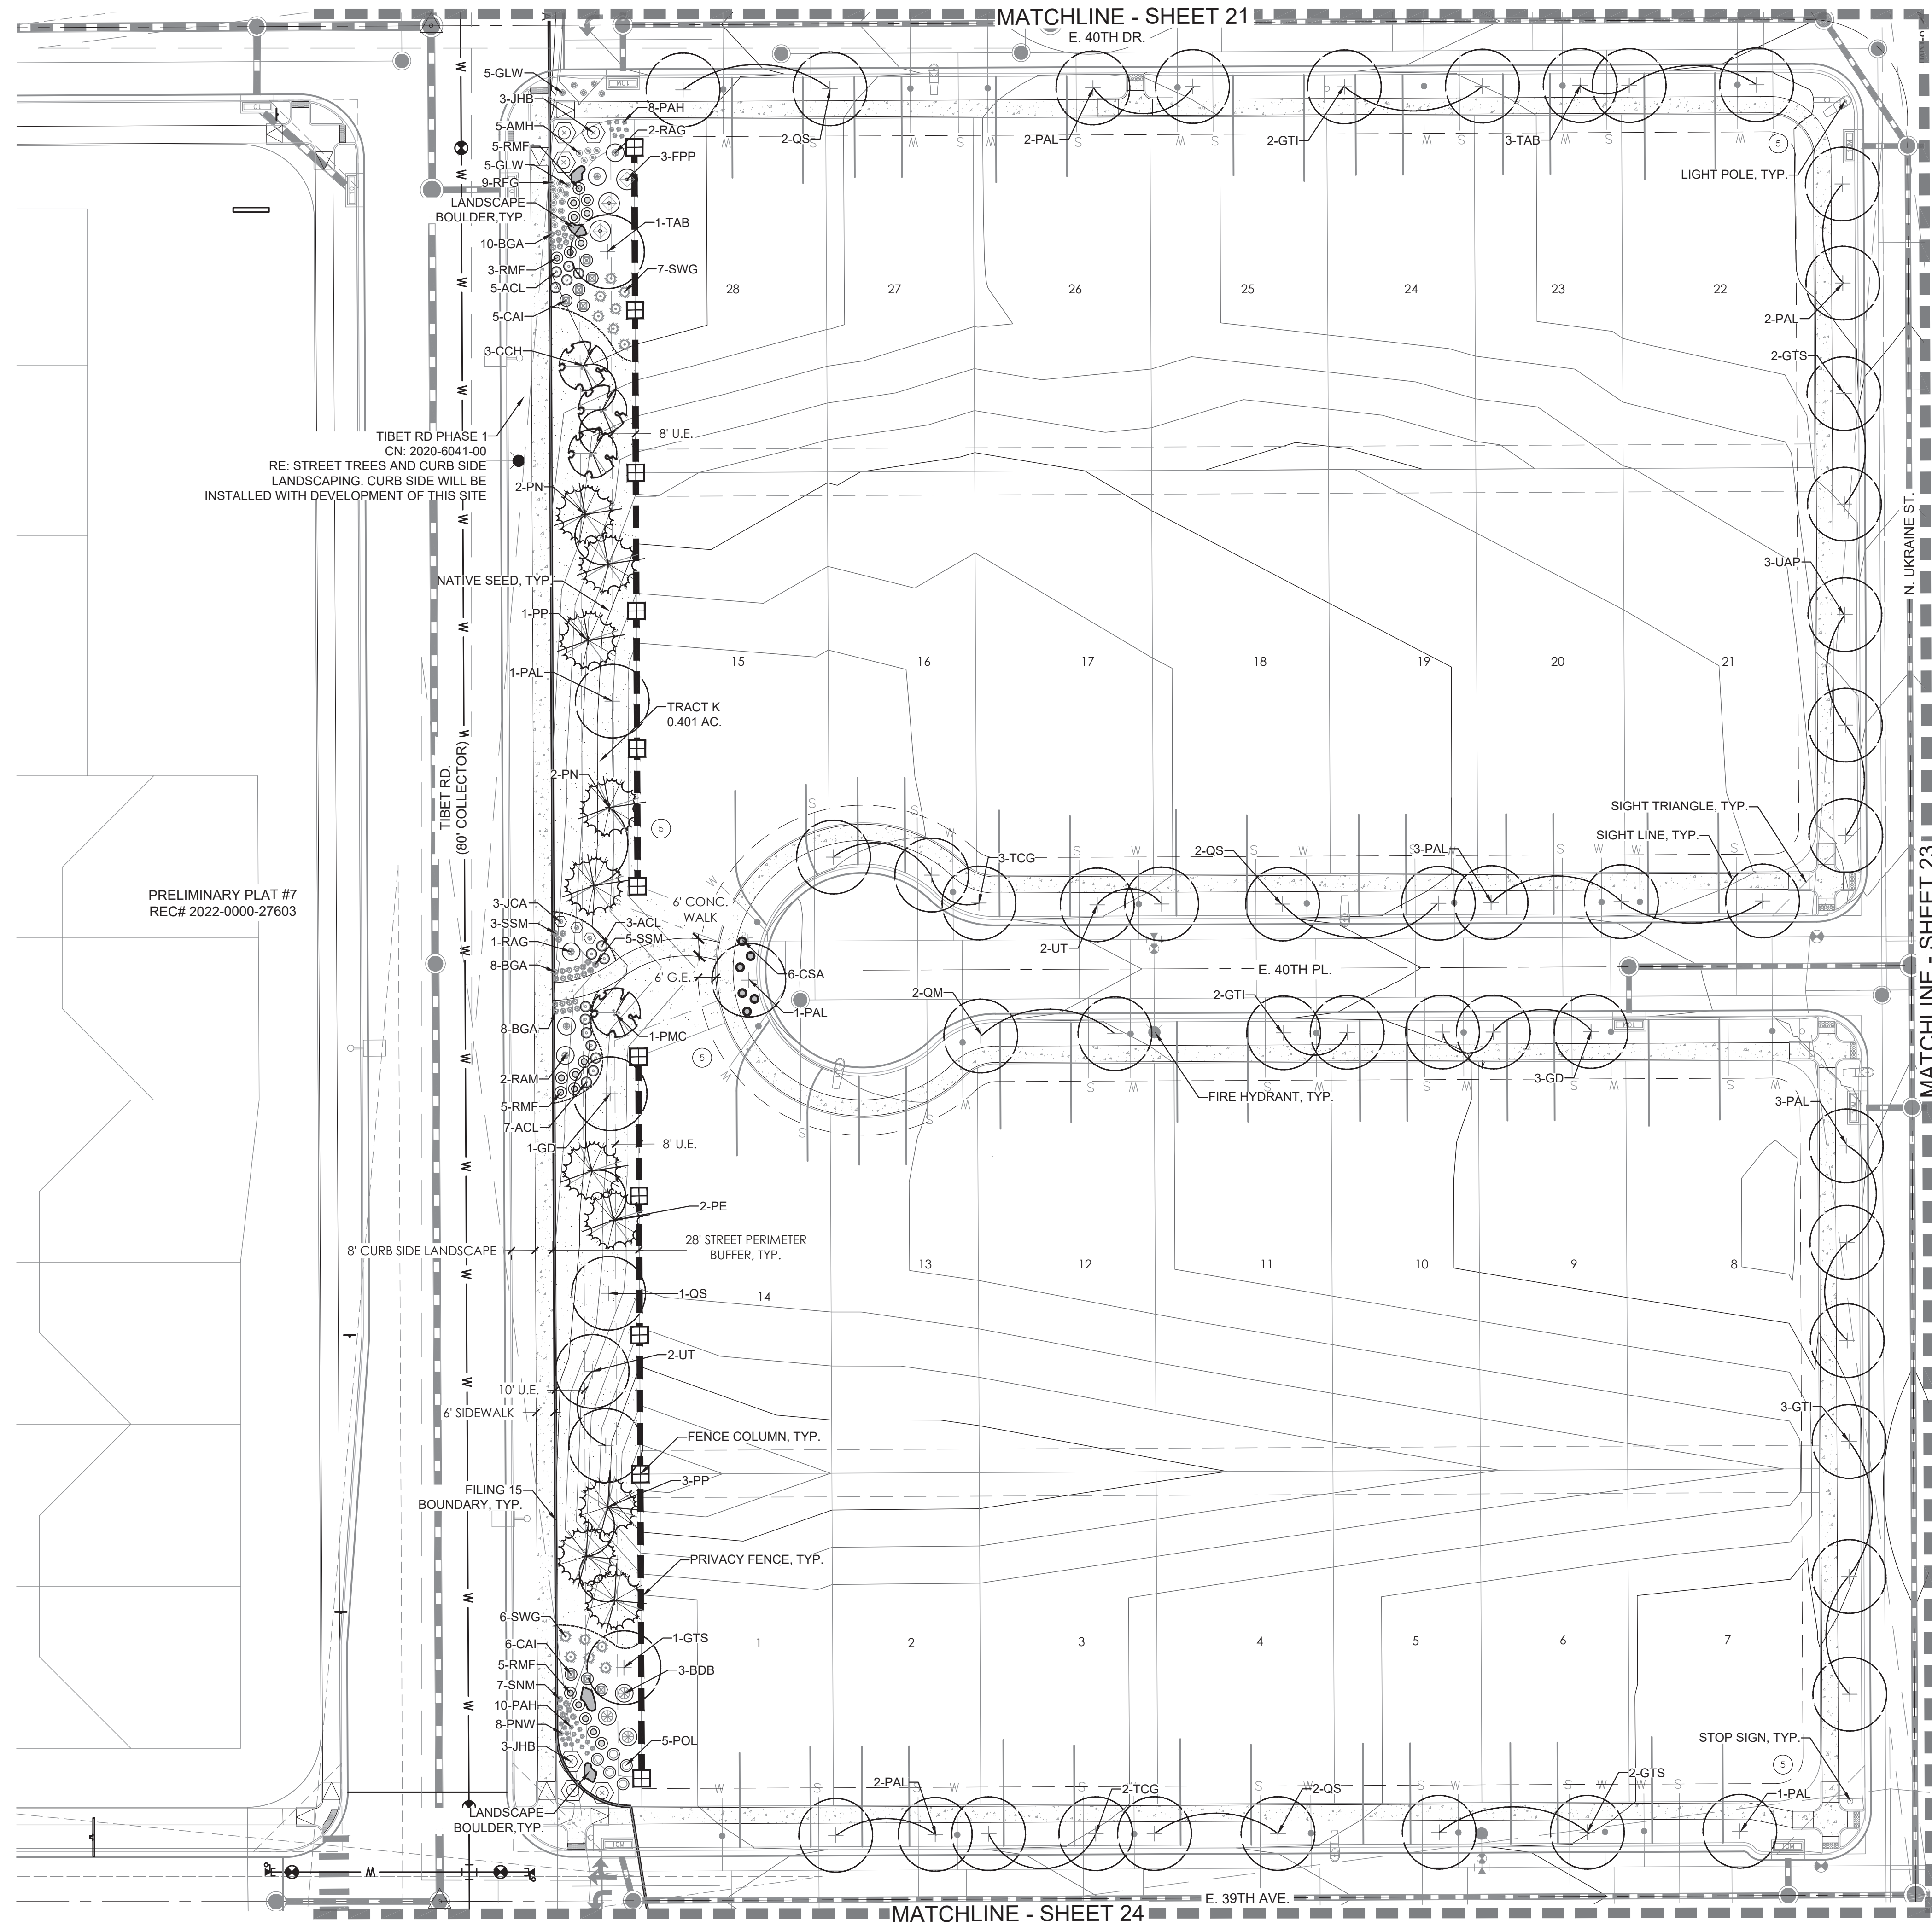 MATCHLINE - SHEET 21
E. 40TH DR.
5-GLW
3-JHB
8-PAH
5-AMH
2-RAG
5-RMF
3-FPP
5-GLW
9-RFG
LANDSCAPE
BOULDER,TYP.
1-TAB
10-BGA
3-RMF
7-SWG
5-ACL
5-CAI
3-CCH
2-QS
2-PAL
2-GTI
3-TAB
5
LIGHT POLE, TYP.
W
S
W
S
W
S
W
S
W
S
W
28
27
26
25
24
23
22
2-PAL
2-GTS
8' U.E.
TIBET RD PHASE 1
CN: 2020-6041-00
RE: STREET TREES AND CURB SIDE
LANDSCAPING. CURB SIDE WILL BE
INSTALLED WITH DEVELOPMENT OF THIS SITE
2-PN
NATIVE SEED, TYP.
3-UAP
N. UKRAINE ST.
1-PP
15
16
17
18
19
20
21
1-PAL
TRACT K
0.401 AC.
TIBET RD.
(80' COLLECTOR)
2-PN
5
SIGHT TRIANGLE, TYP.
SIGHT LINE, TYP.
3-TCG
2-QS
3-PAL
MATCHLINE - SHEET 23
PRELIMINARY PLAT #7
REC# 2022-0000-27603
3-JCA
3-SSM
3-ACL
1-RAG
5-SSM
8-BGA
6' CONC.
WALK
2-UT
6' G.E.
6-CSA
E. 40TH PL.
2-QM
2-GTI
1-PAL
8-BGA
1-PMC
5
2-RAM
5-RMF
7-ACL
1-GD
FIRE HYDRANT, TYP.
3-GD
3-PAL
8' U.E.
2-PE
8' CURB SIDE LANDSCAPE
28' STREET PERIMETER
BUFFER, TYP.
13
12
11
10
9
8
1-QS
14
2-UT
10' U.E.
6' SIDEWALK
3-GTI
FENCE COLUMN, TYP.
3-PP
FILING 15
BOUNDARY, TYP.
PRIVACY FENCE, TYP.
6-SWG
6-CAI
1-GTS
5-RMF
3-BDB
7-SNM
10-PAH
8-PNW
5-POL
3-JHB
1
2
3
4
5
6
7
STOP SIGN, TYP.
5
2-PAL
2-TCG
2-QS
2-GTS
1-PAL
LANDSCAPE
BOULDER,TYP.
E. 39TH AVE.
MATCHLINE - SHEET 24